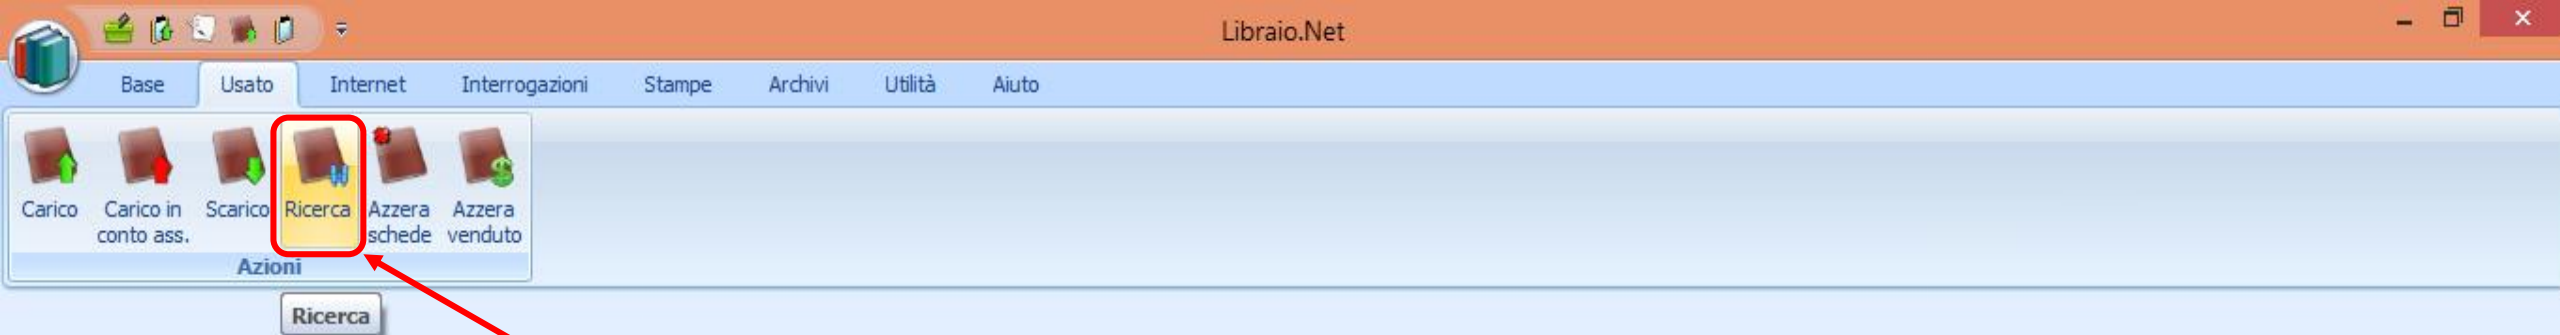 Libraio.Net
Base Usato Internet Interrogazioni Stampe Archivi Utilità Aiuto
Carico Carico in conto ass. Scarico Ricerca Azzera schede Azzera venduto
Azioni
Ricerca